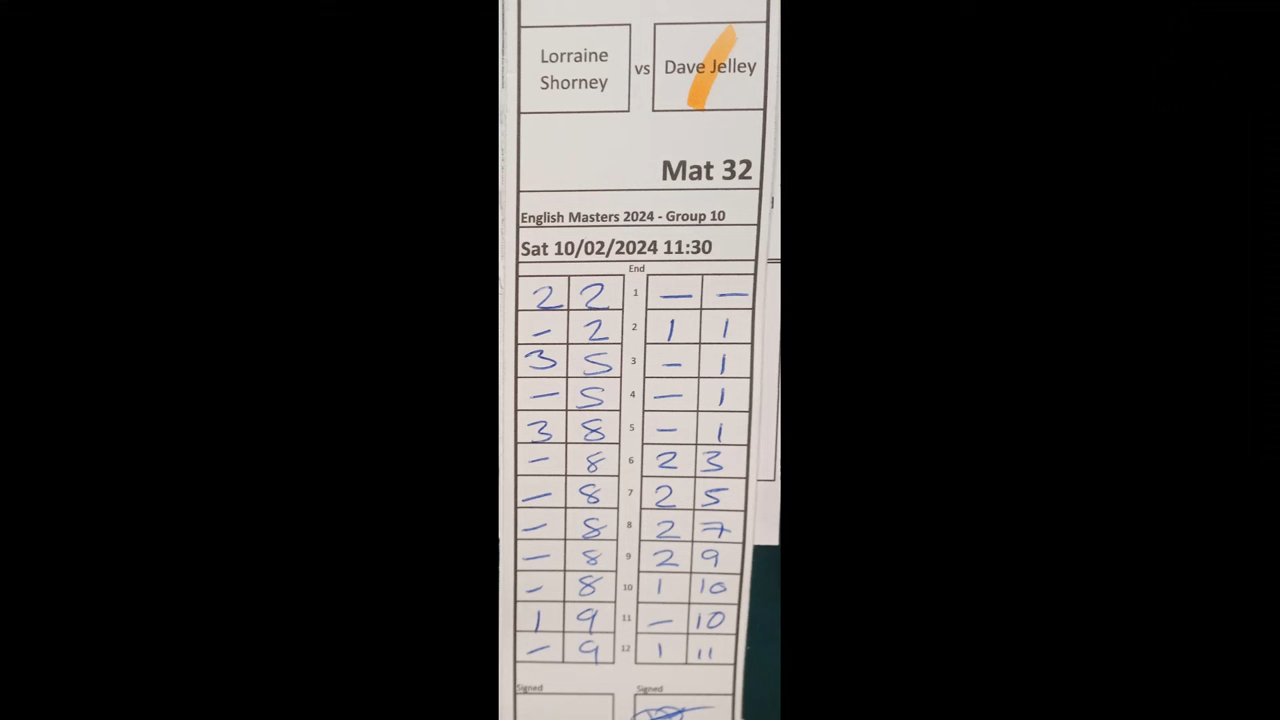 Lorraine
Shorney
vs
Dave Jelley
Mat 32
English Masters 2024 - Group 10
Sat 10/02/2024 11:30
End
2 2 1 — —
- 2 2 1 1
3 5 3 - 1
- 5 4 - 1
3 8 5 - 1
- 8 6 2 3
- 8 7 2 5
- 8 8 2 7
- 8 9 2 9
- 8 10 1 10
1 9 11 - 10
- 9 12 1 11
Signed Signed